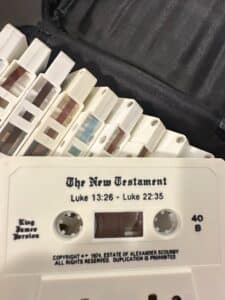 The New Testament
Luke 13:26 - Luke 22:35
King
James
Version
40
B
COPYRIGHT © ℗ 1974, ESTATE OF ALEXANDER SCOURBY
ALL RIGHTS RESERVED. DUPLICATION IS PROHIBITED